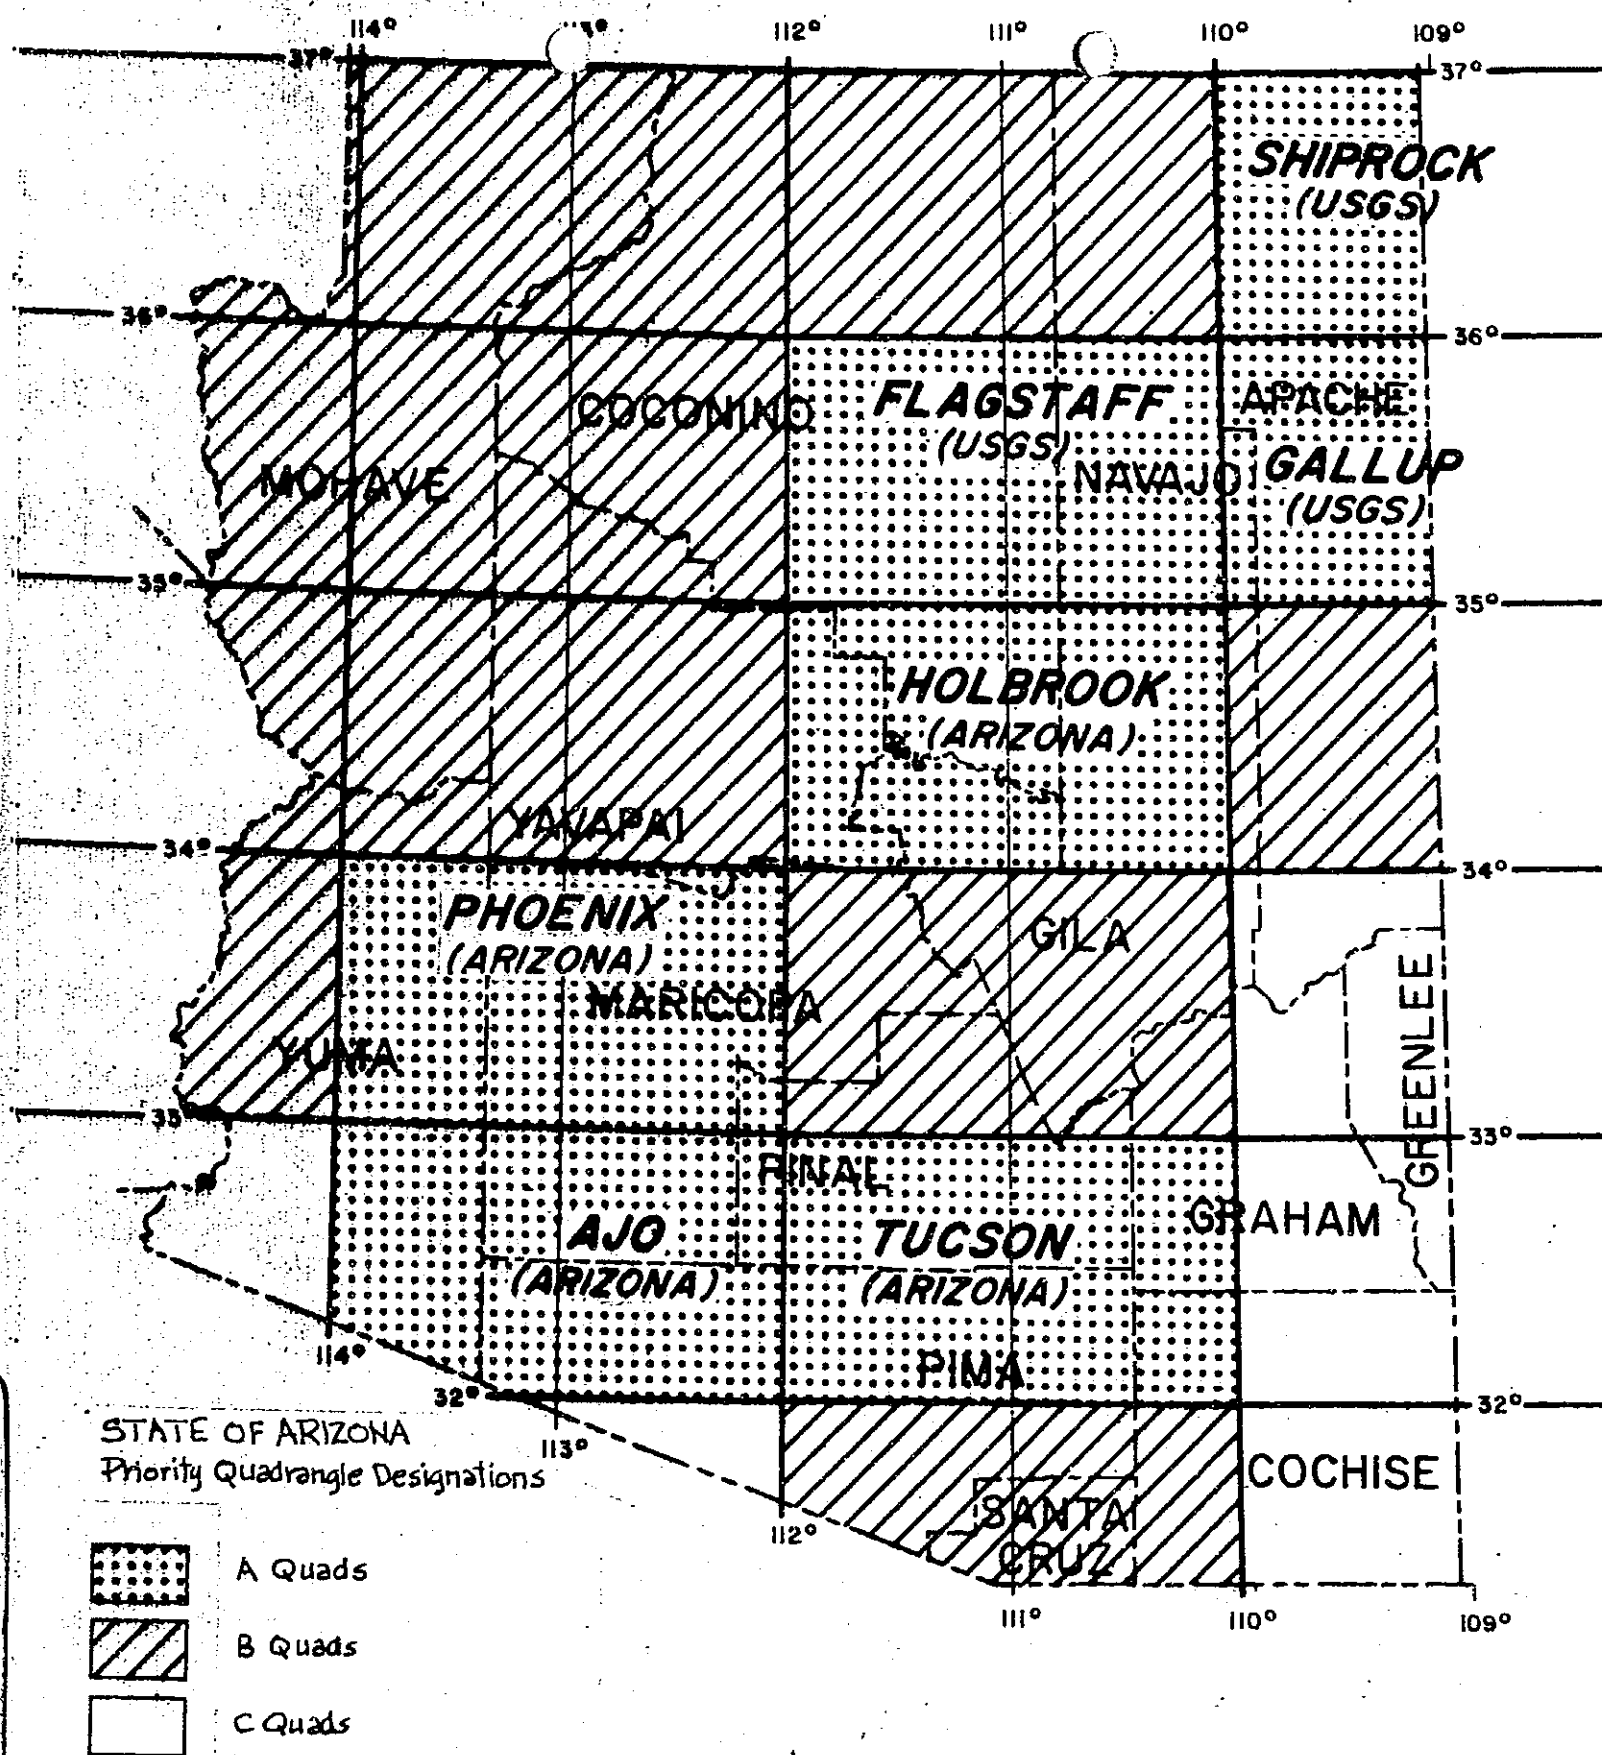 114° 112° 111° 110° 109°
37° 37°
SHIPROCK
(USGS)
36° 36°
COCONINO FLAGSTAFF APACHE
(USGS)
MOHAVE NAVAJO GALLUP
(USGS)
35° 35°
HOLBROOK
(ARIZONA)
YAVAPAI
34° 34°
PHOENIX GILA
(ARIZONA)
MARICOPA
YUMA GREENLEE
33° 33°
PINAL
GRAHAM
AJO TUCSON
(ARIZONA) (ARIZONA)
114° PIMA
32° 32°
STATE OF ARIZONA 113°
Priority Quadrangle Designations COCHISE
112° SANTA
CRUZ
A Quads
111° 110° 109°
B Quads
C Quads